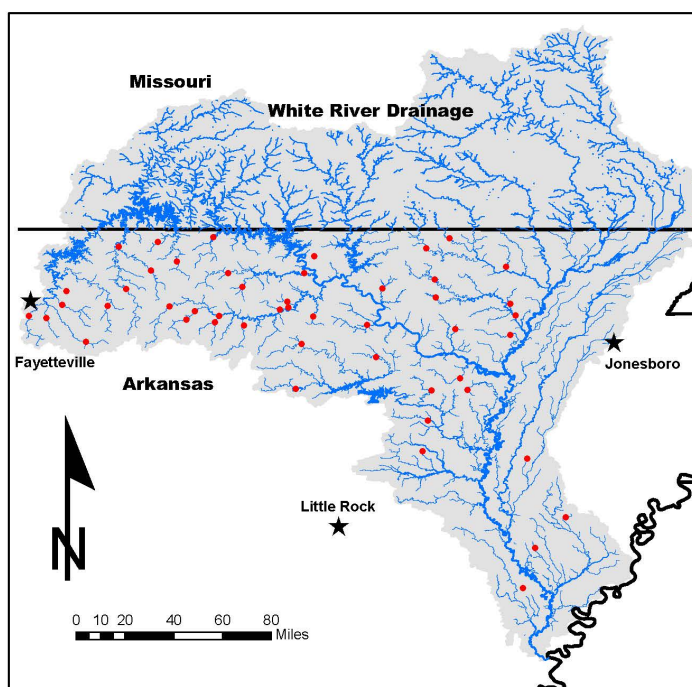 Missouri
White River Drainage
Fayetteville
Jonesboro
Arkansas
Little Rock
N
0 10 20 40 60 80
Miles